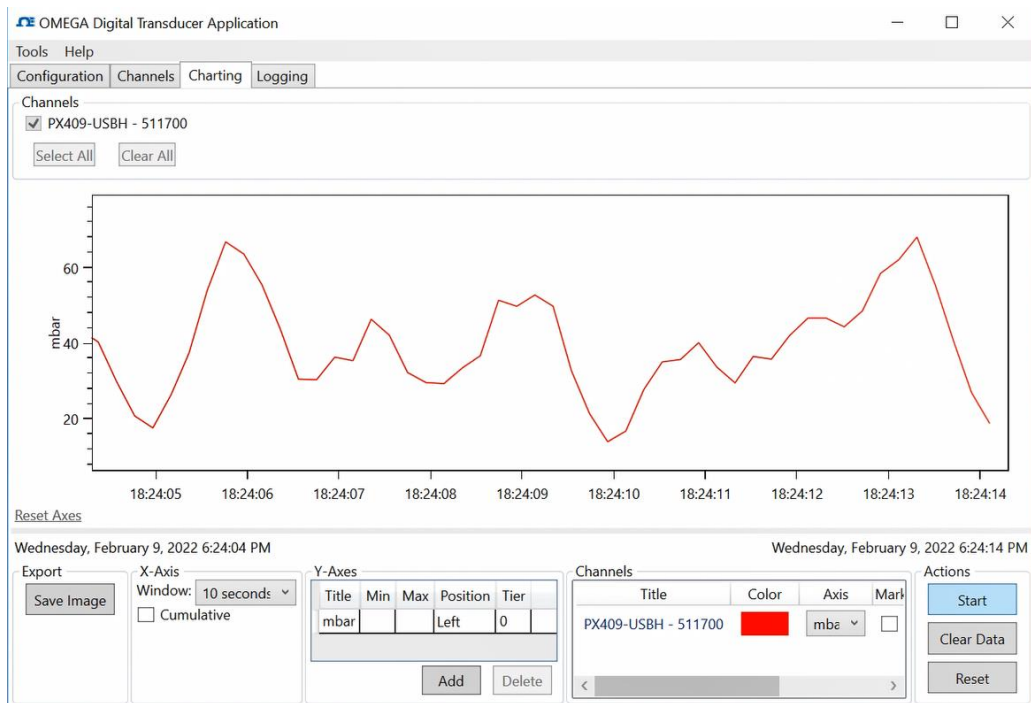 OMEGA Digital Transducer Application
Tools Help
Configuration Channels Charting Logging
Channels
PX409-USBH - 511700
Select All Clear All
60
40
20
mbar
18:24:05 18:24:06 18:24:07 18:24:08 18:24:09 18:24:10 18:24:11 18:24:12 18:24:13 18:24:14
Reset Axes
Wednesday, February 9, 2022 6:24:04 PM Wednesday, February 9, 2022 6:24:14 PM
Export
Save Image
X-Axis
Window: 10 seconds
Cumulative
Y-Axes
Title Min Max Position Tier
mbar Left 0
Add Delete
Channels
Title Color Axis Mark
PX409-USBH - 511700 mba
Actions
Start
Clear Data
Reset